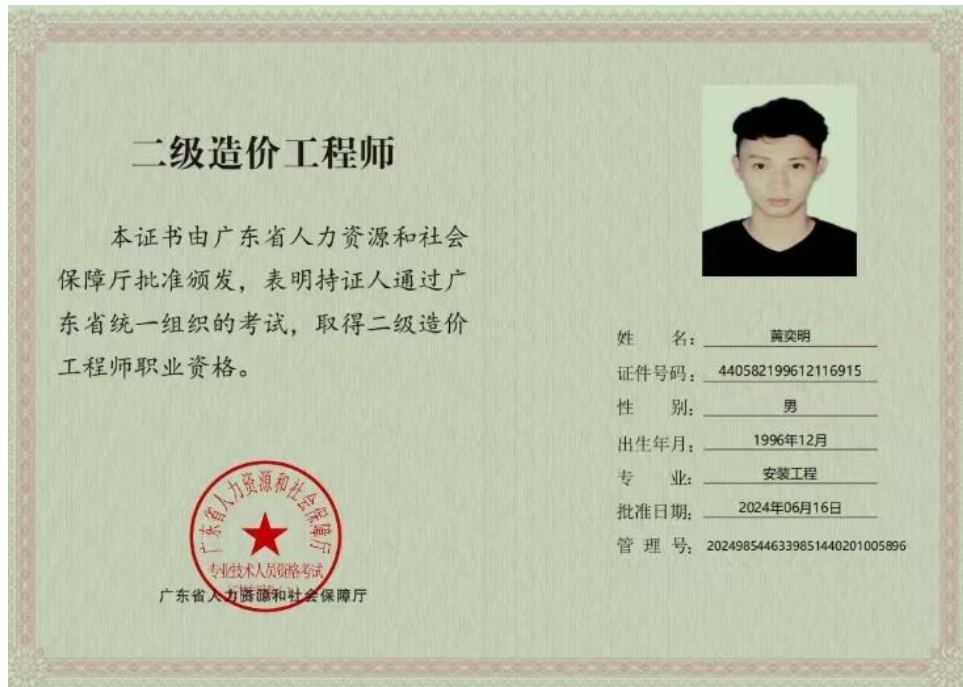 二级造价工程师
本证书由广东省人力资源和社会
保障厅批准颁发，表明持证人通过广
东省统一组织的考试，取得二级造价
工程师职业资格。
广东省人力资源和社会保障厅
专业技术人员资格考试
广东省人力资源和社会保障厅
姓 名： 黄奕明
证件号码： 440582199612116915
性 别： 男
出生年月： 1996年12月
专 业： 安装工程
批准日期： 2024年06月16日
管 理 号： 2024985446339851440201005896